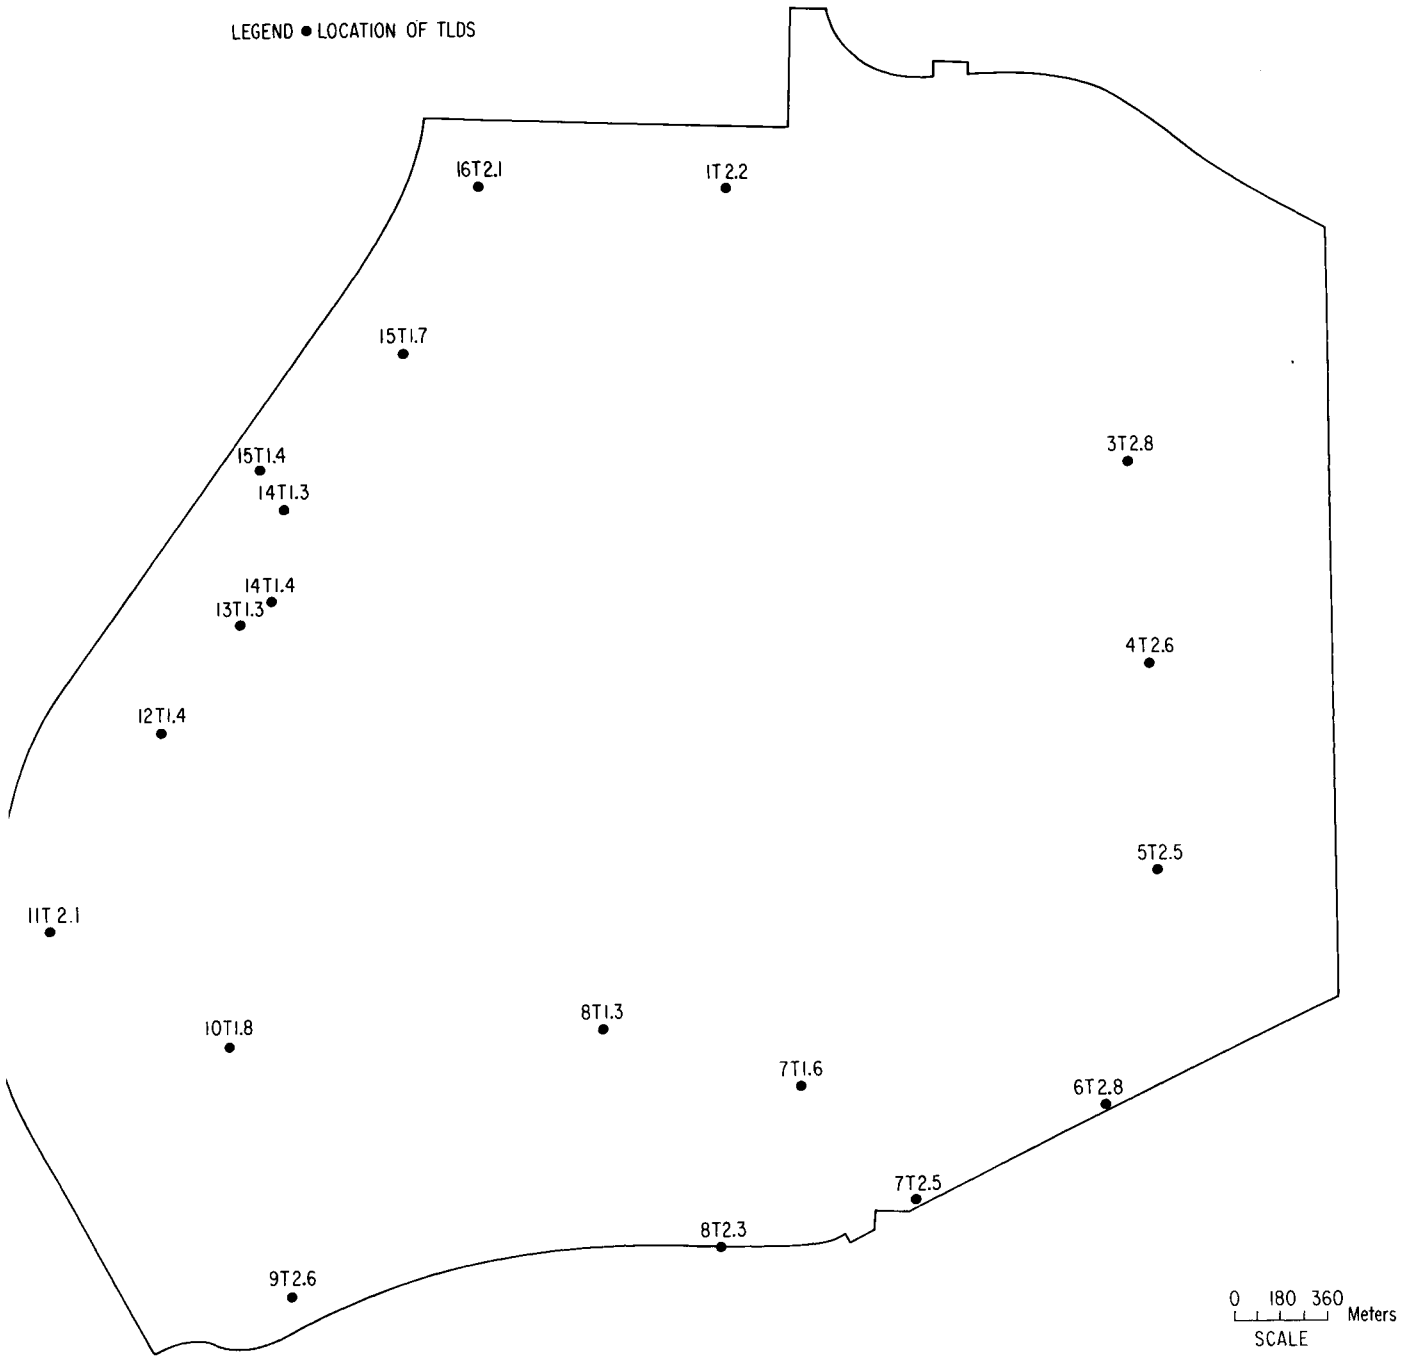 LEGEND ● LOCATION OF TLDS
16T2.1
1T2.2
15T1.7
3T2.8
15T1.4
14T1.3
14T1.4
13T1.3
4T2.6
12T1.4
5T2.5
11T 2.1
8T1.3
10T1.8
7T1.6
6T2.8
7T2.5
8T2.3
9T2.6
0 180 360
Meters
SCALE